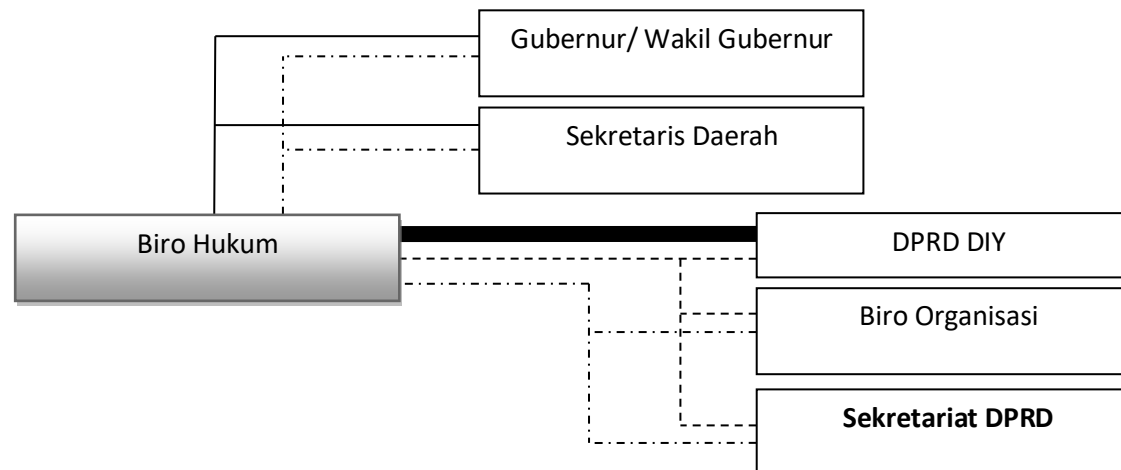 Gubernur/ Wakil Gubernur
Sekretaris Daerah
Biro Hukum
DPRD DIY
Biro Organisasi
Sekretariat DPRD